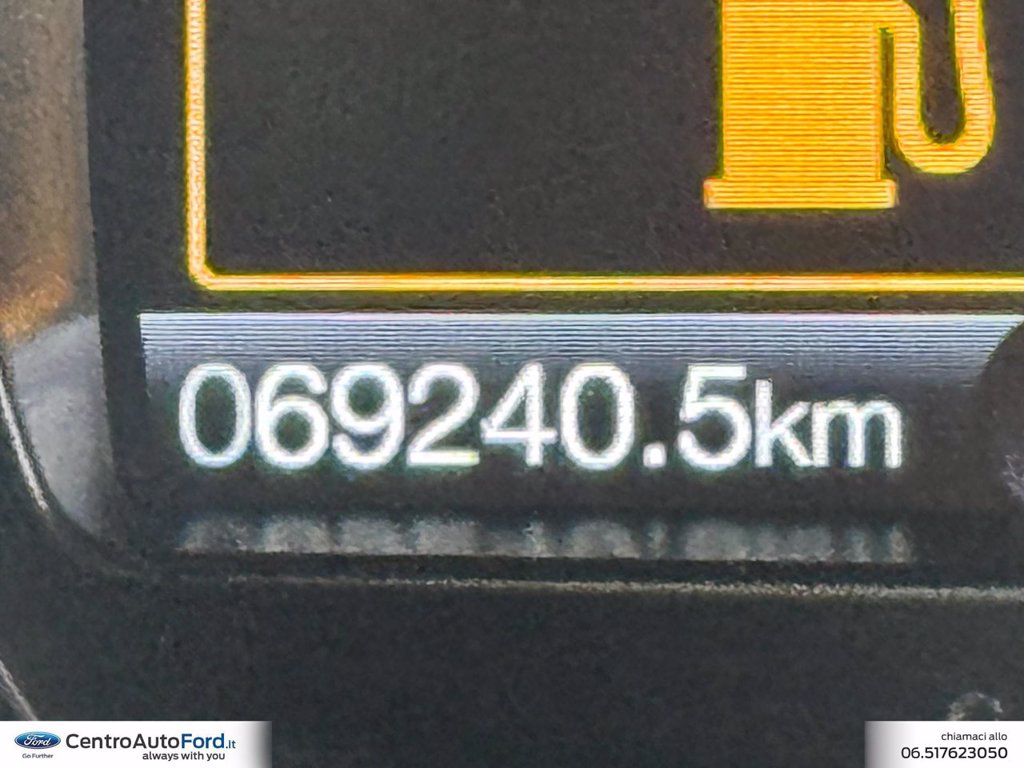 069240.5km
Ford
Go Further
CentroAutoFord.it
always with you
chiamaci allo
06.517623050